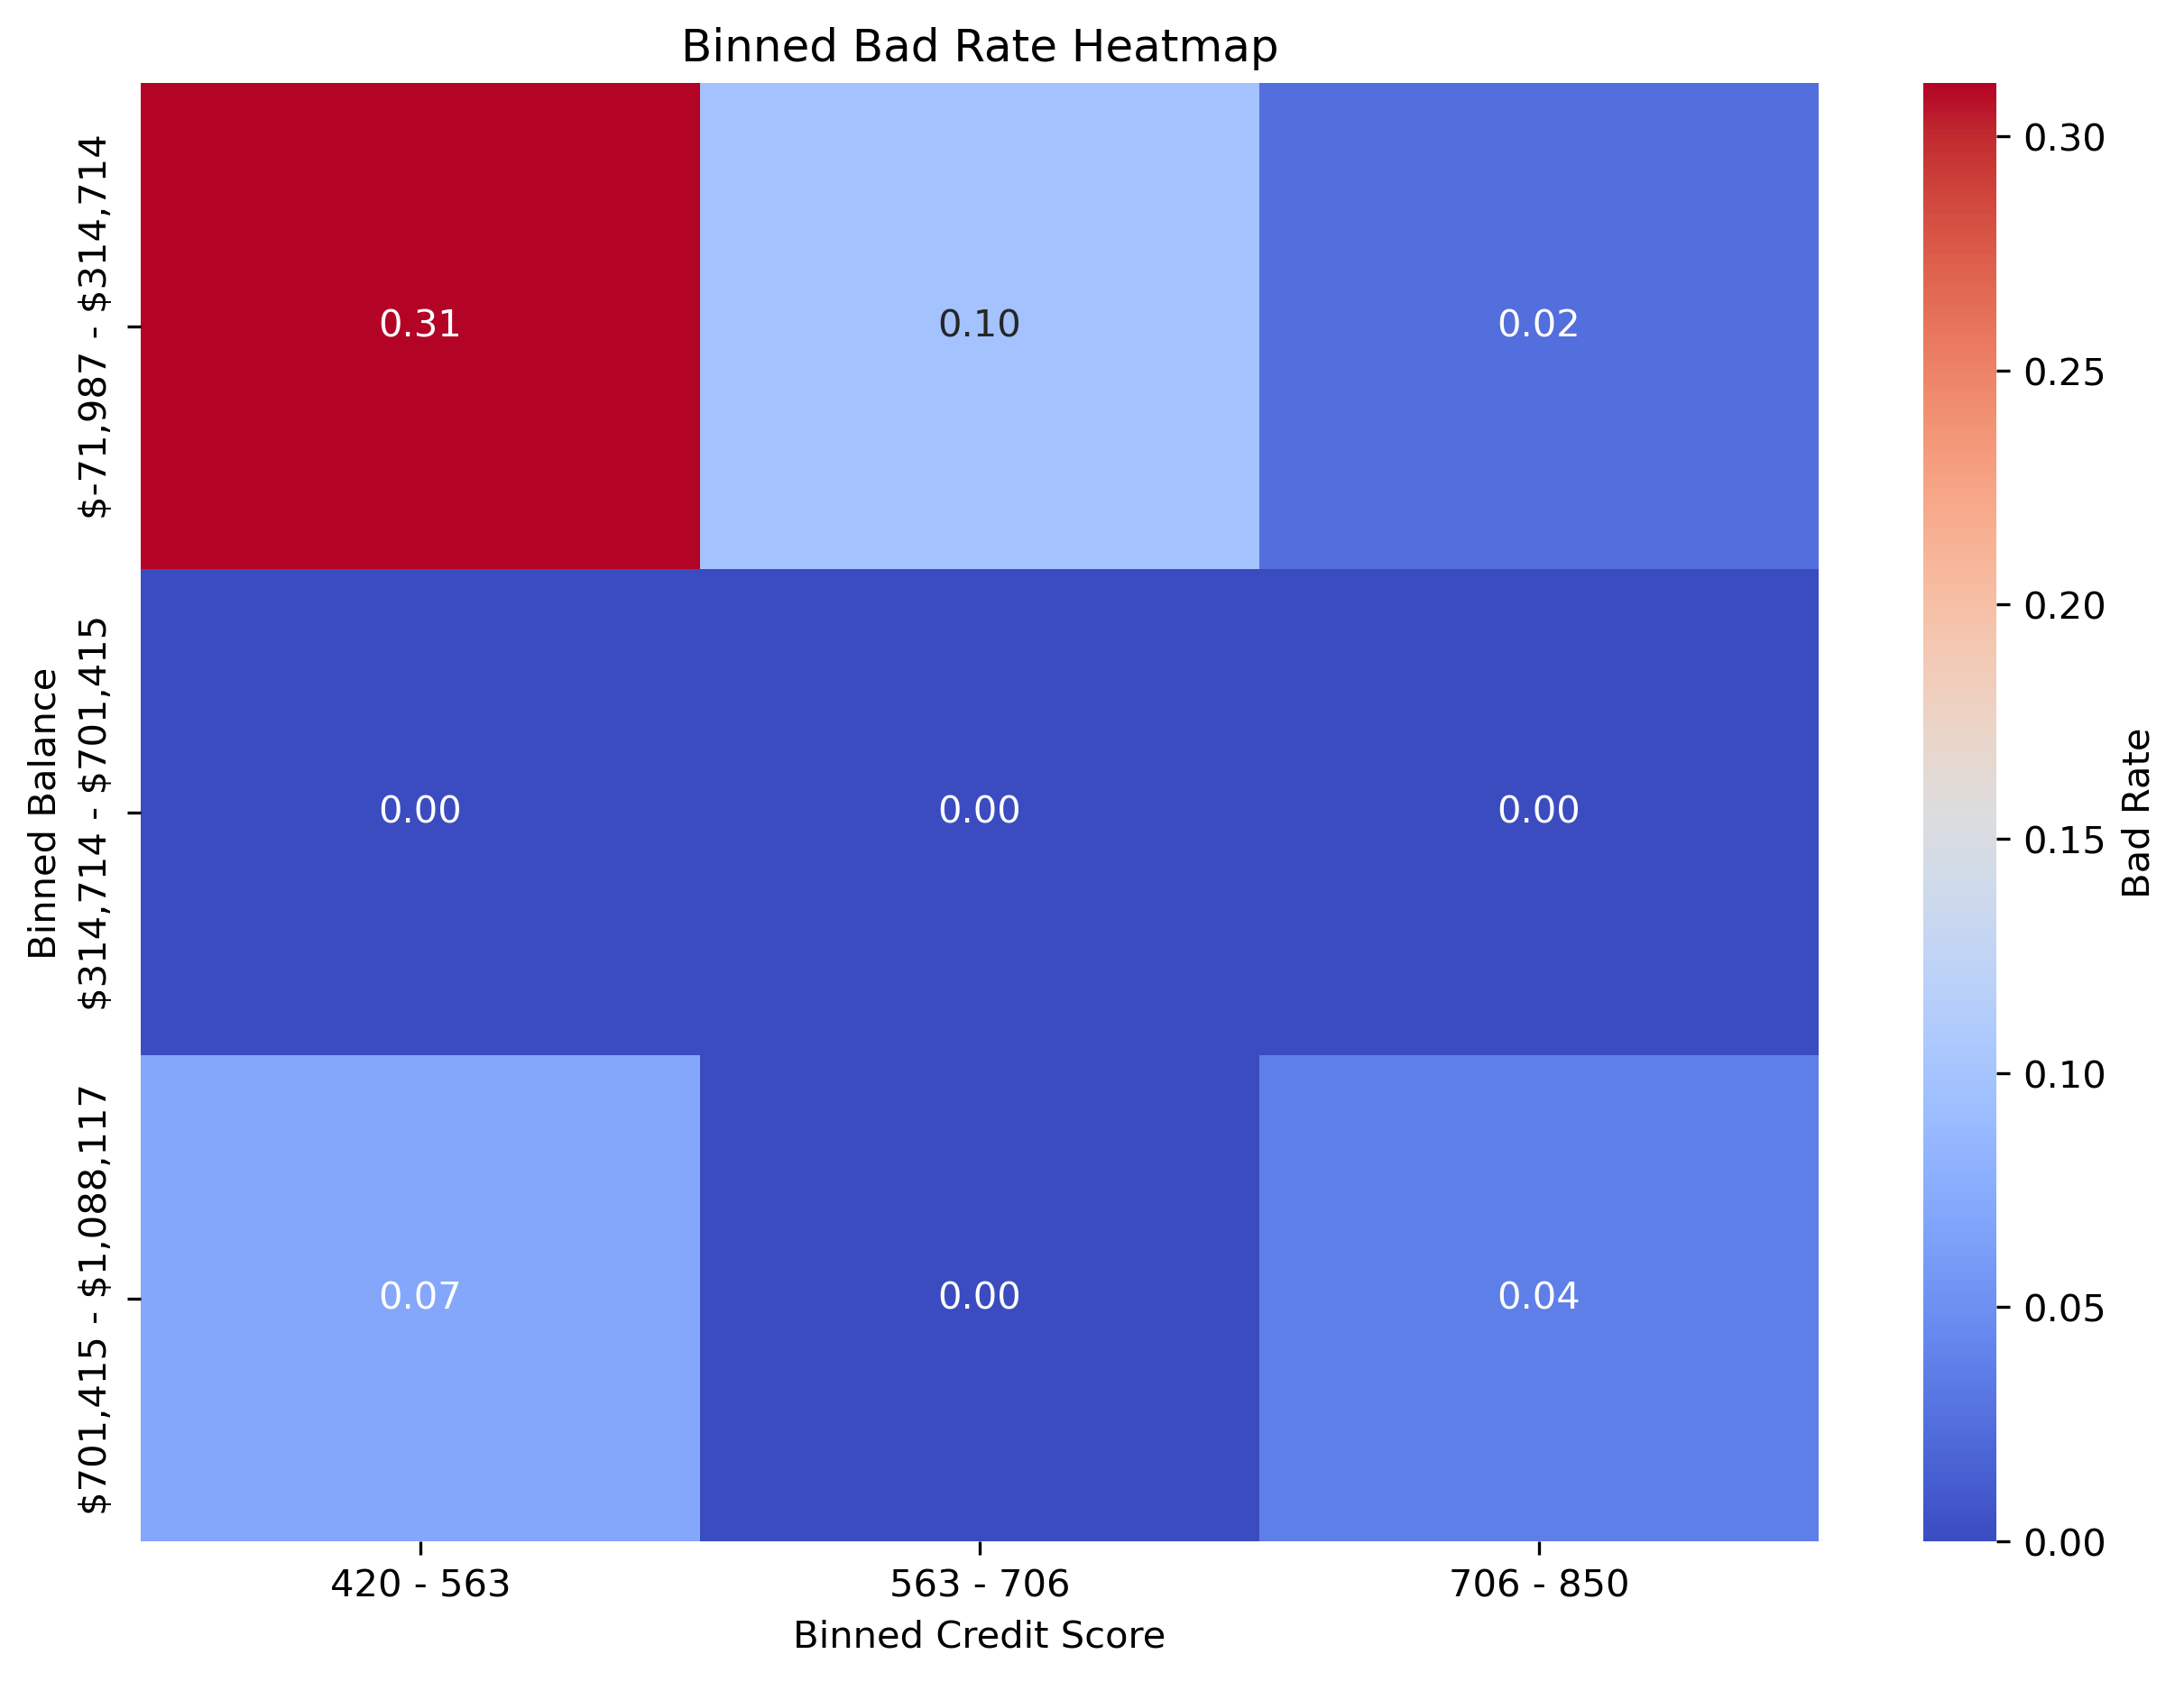 Binned Bad Rate Heatmap
Binned Balance
$-71,987 - $314,714
$314,714 - $701,415
$701,415 - $1,088,117
0.31 0.10 0.02
0.00 0.00 0.00
0.07 0.00 0.04
420 - 563 563 - 706 706 - 850
Binned Credit Score
0.30
0.25
0.20
0.15
0.10
0.05
0.00
Bad Rate